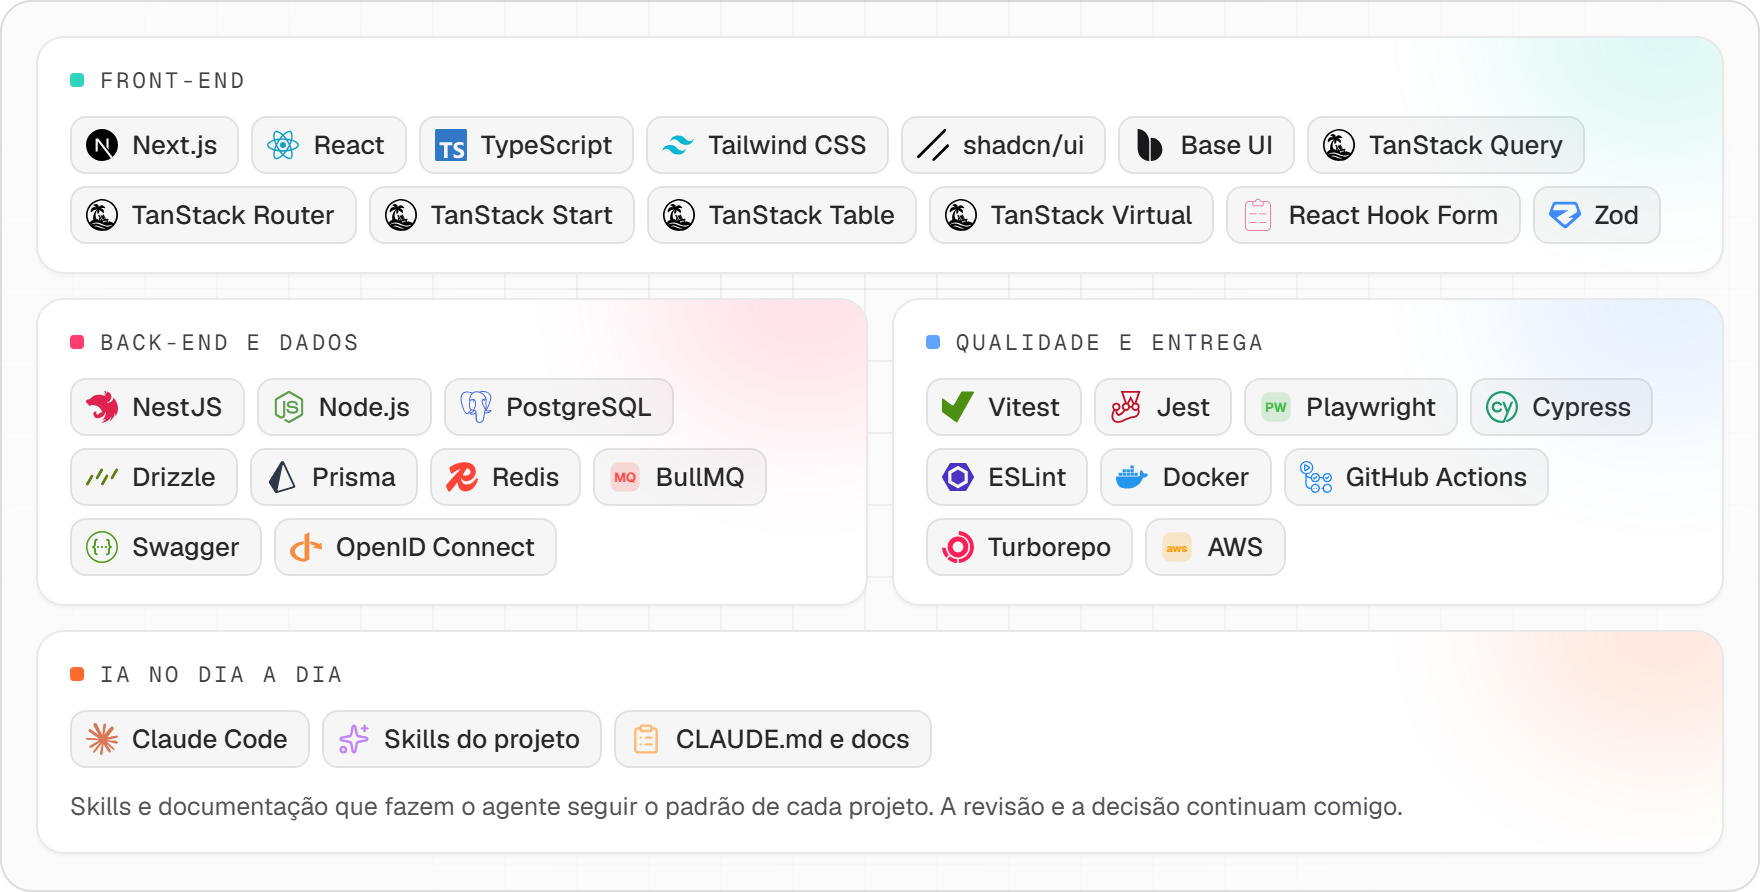 FRONT-END
Next.js React TypeScript Tailwind CSS shadcn/ui Base UI TanStack Query
TanStack Router TanStack Start TanStack Table TanStack Virtual React Hook Form Zod
BACK-END E DADOS
NestJS Node.js PostgreSQL
Drizzle Prisma Redis MQ BullMQ
Swagger OpenID Connect
QUALIDADE E ENTREGA
Vitest Jest PW Playwright cy Cypress
ESLint Docker GitHub Actions
Turborepo aws AWS
IA NO DIA A DIA
Claude Code Skills do projeto CLAUDE.md e docs
Skills e documentação que fazem o agente seguir o padrão de cada projeto. A revisão e a decisão continuam comigo.